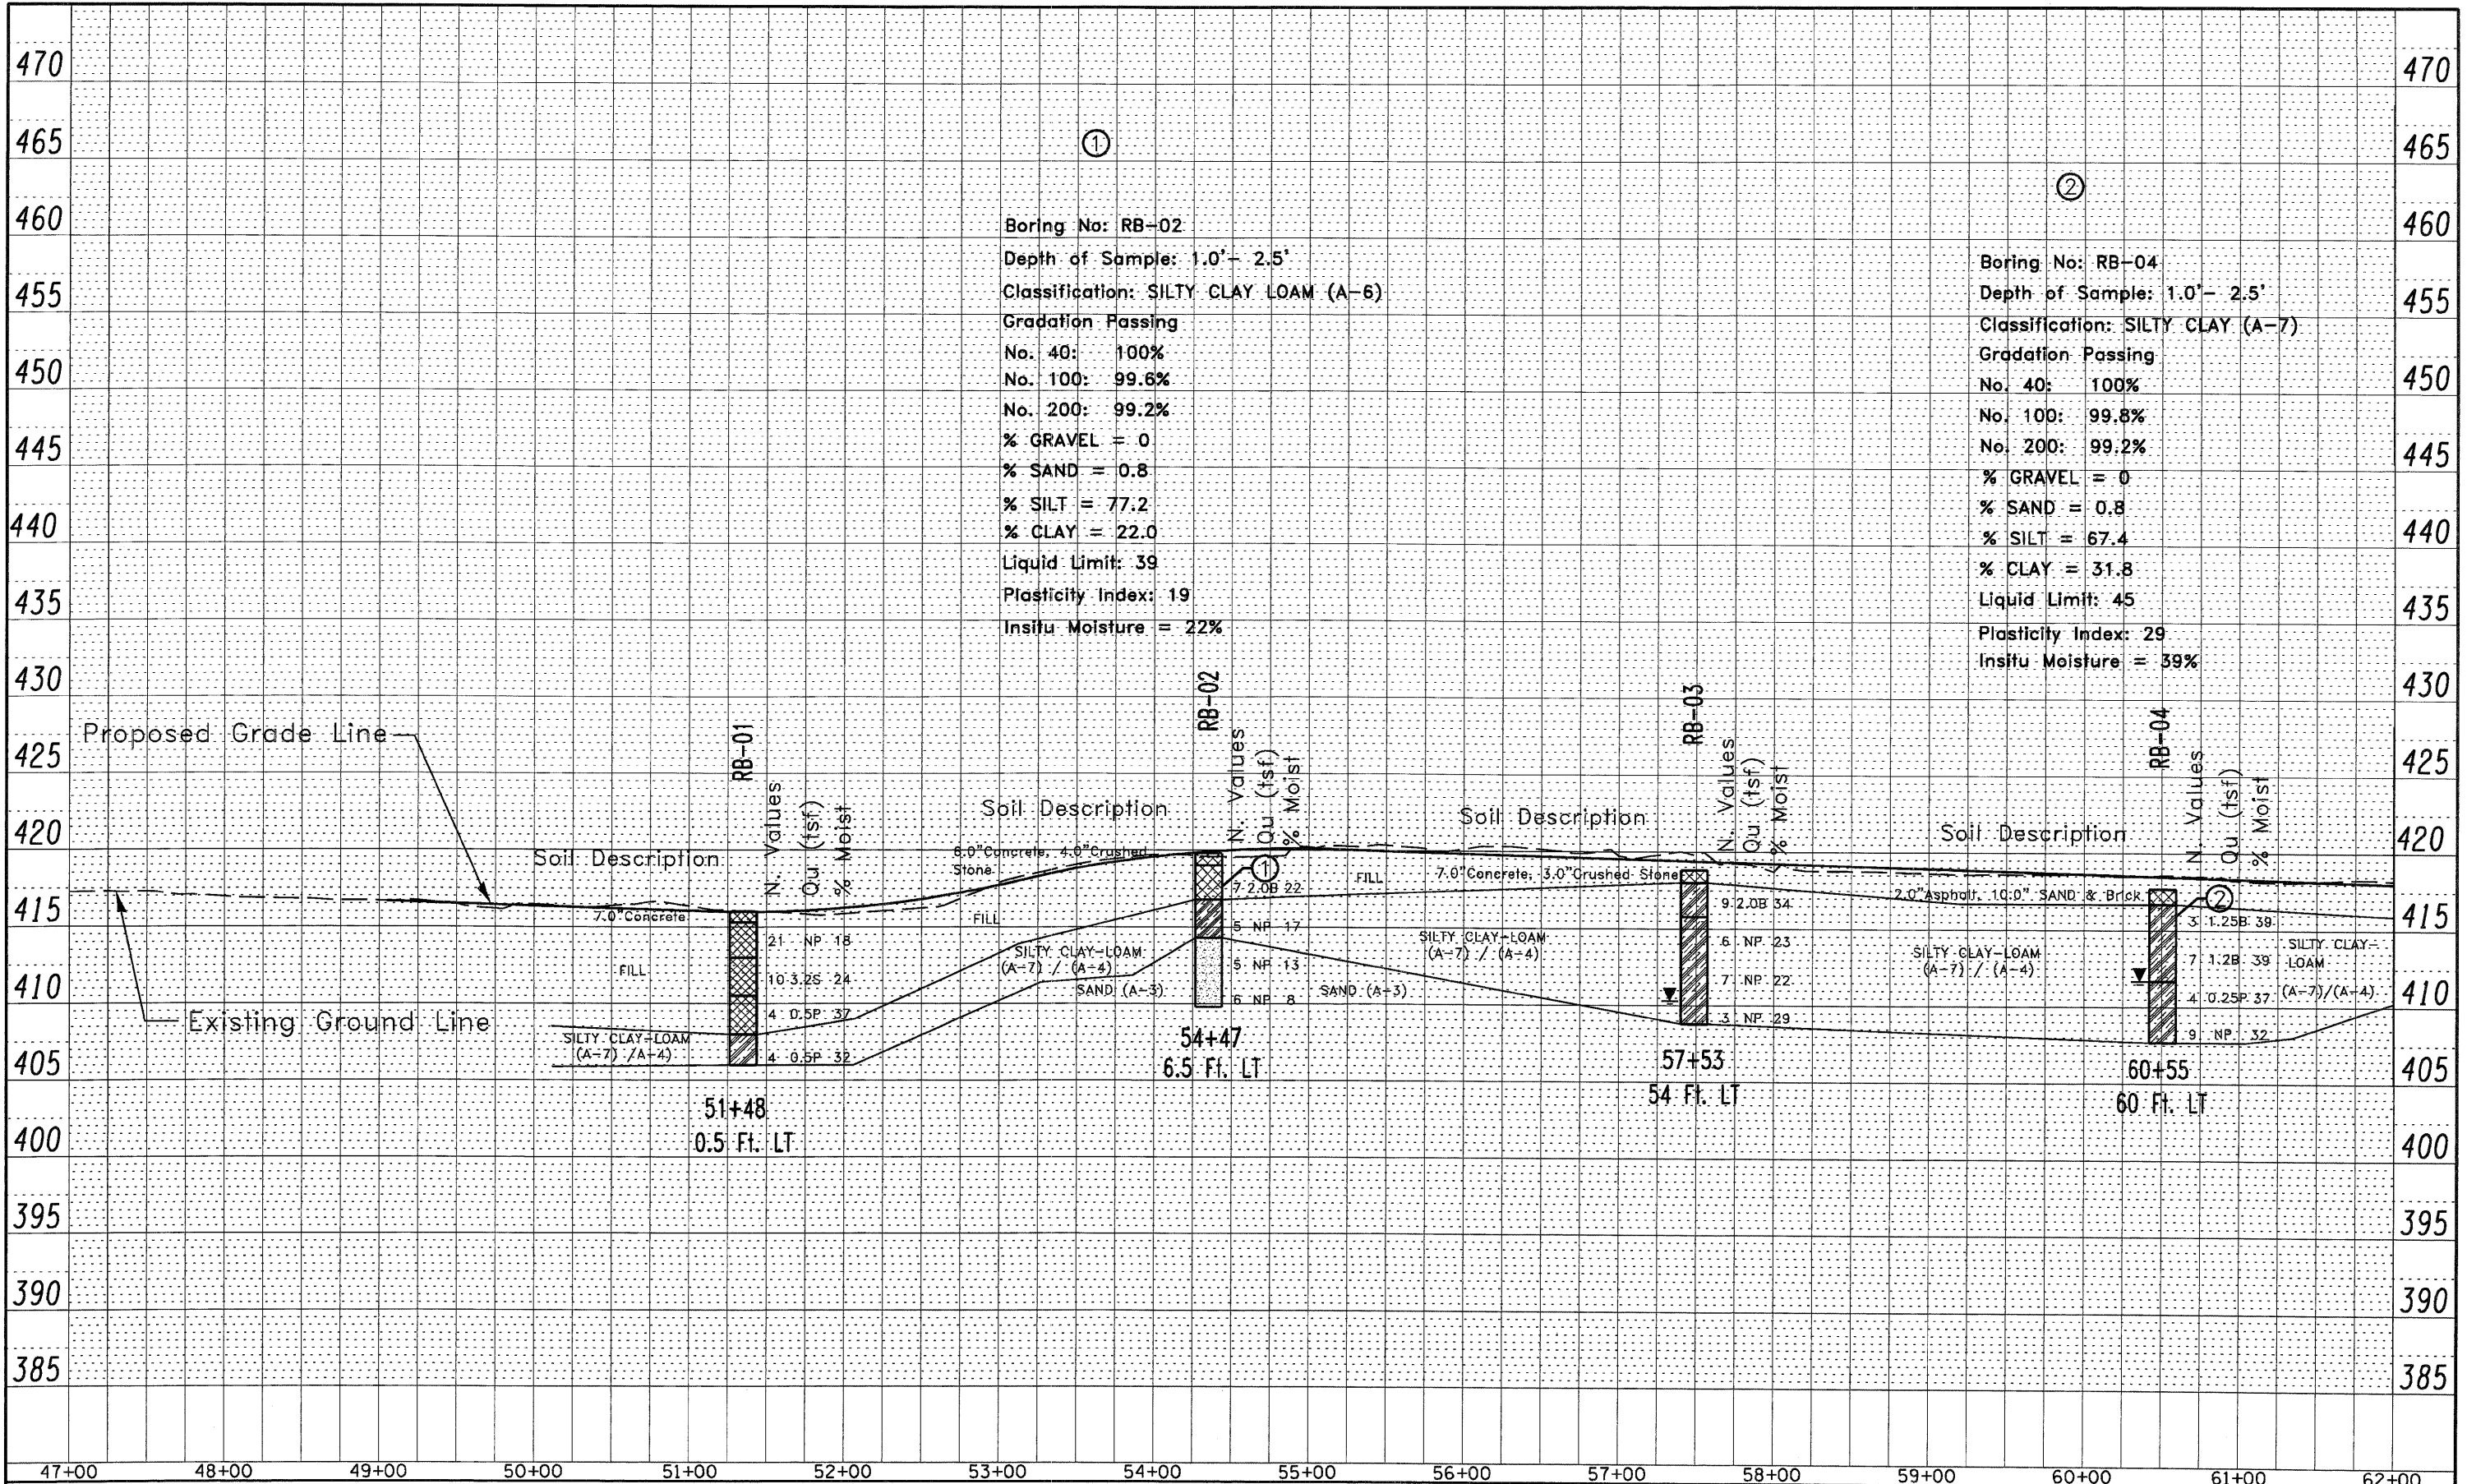 470
465
460
455
450
445
440
435
430
425
420
415
410
405
400
395
390
385
470
465
460
455
450
445
440
435
430
425
420
415
410
405
400
395
390
385
1
Boring No: RB-02
Depth of Sample: 1.0'- 2.5'
Classification: SILTY CLAY LOAM (A-6)
Gradation Passing
No. 40: 100%
No. 100: 99.6%
No. 200: 99.2%
% GRAVEL = 0
% SAND = 0.8
% SILT = 77.2
% CLAY = 22.0
Liquid Limit: 39
Plasticity Index: 19
Insitu Moisture = 22%
2
Boring No: RB-04
Depth of Sample: 1.0'- 2.5'
Classification: SILTY CLAY (A-7)
Gradation Passing
No. 40: 100%
No. 100: 99.8%
No. 200: 99.2%
% GRAVEL = 0
% SAND = 0.8
% SILT = 67.4
% CLAY = 31.8
Liquid Limit: 45
Plasticity Index: 29
Insitu Moisture = 39%
Proposed Grade Line
Existing Ground Line
RB-01
N. Values
Qu (tsf)
% Moist
Soil Description
7.0"Concrete
21 NP 18
FILL
10 3.2S 24
4 0.5P 37
SILTY CLAY-LOAM
(A-7) /A-4)
4 0.5P 32
51+48
0.5 Ft. LT
RB-02
N. Values
Qu (tsf)
% Moist
Soil Description
6.0"Concrete, 4.0"Crushed
Stone
1
7 2.0B 22
FILL
5 NP 17
SILTY CLAY-LOAM
(A-7) / (A-4)
5 NP 13
SAND (A-3)
6 NP 8
54+47
6.5 Ft. LT
RB-03
N. Values
Qu (tsf)
% Moist
Soil Description
FILL
7.0"Concrete, 3.0"Crushed Stone
9 2.0B 34
SILTY CLAY-LOAM
(A-7) / (A-4)
6 NP 23
7 NP 22
SAND (A-3)
3 NP 29
57+53
54 Ft. LT
RB-04
N. Values
Qu (tsf)
% Moist
Soil Description
2.0"Asphalt, 10.0" SAND & Brick
2
3 1.25B 39
SILTY CLAY-LOAM
(A-7) / (A-4)
7 1.2B 39
SILTY CLAY-
LOAM
(A-7)/(A-4)
4 0.25P 37
9 NP 32
60+55
60 Ft. LT
47+00 48+00 49+00 50+00 51+00 52+00 53+00 54+00 55+00 56+00 57+00 58+00 59+00 60+00 61+00 62+00